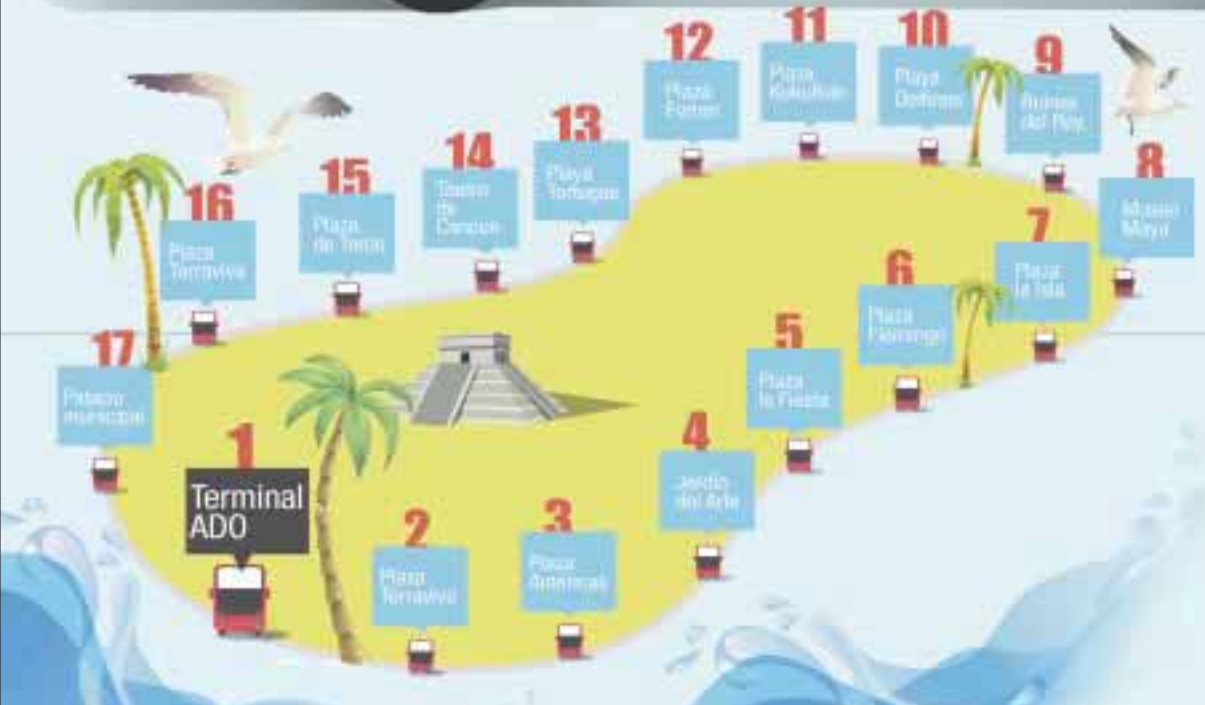 1
Terminal
ADO
2
Plaza
Terraviva
3
Plaza
Americas
4
Jardin
del Arte
5
Plaza
la Fiesta
6
Plaza
Flamingo
7
Plaza
la Isla
8
Museo
Maya
9
Ruinas
del Rey
10
Playa
Delfines
11
Plaza
Kukulkan
12
Plaza
Forum
13
Playa
Tortugas
14
Teatro
de
Cancun
15
Plaza
de Toros
16
Plaza
Terraviva
17
Palacio
municipal